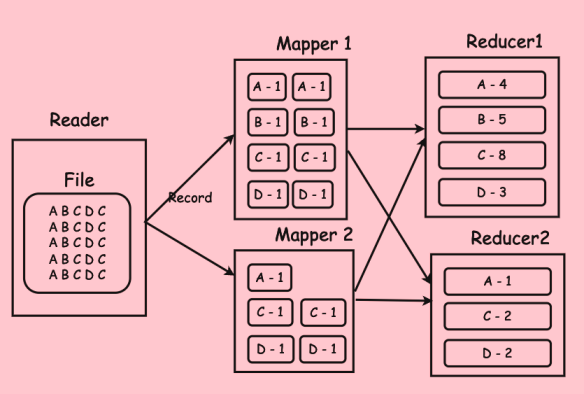 Reader
File
A B C D C
A B C D C
A B C D C
A B C D C
A B C D C
Record
Mapper 1
A - 1 A - 1
B - 1 B - 1
C - 1 C - 1
D - 1 D - 1
Mapper 2
A - 1
C - 1 C - 1
D - 1 D - 1
Reducer1
A - 4
B - 5
C - 8
D - 3
Reducer2
A - 1
C - 2
D - 2